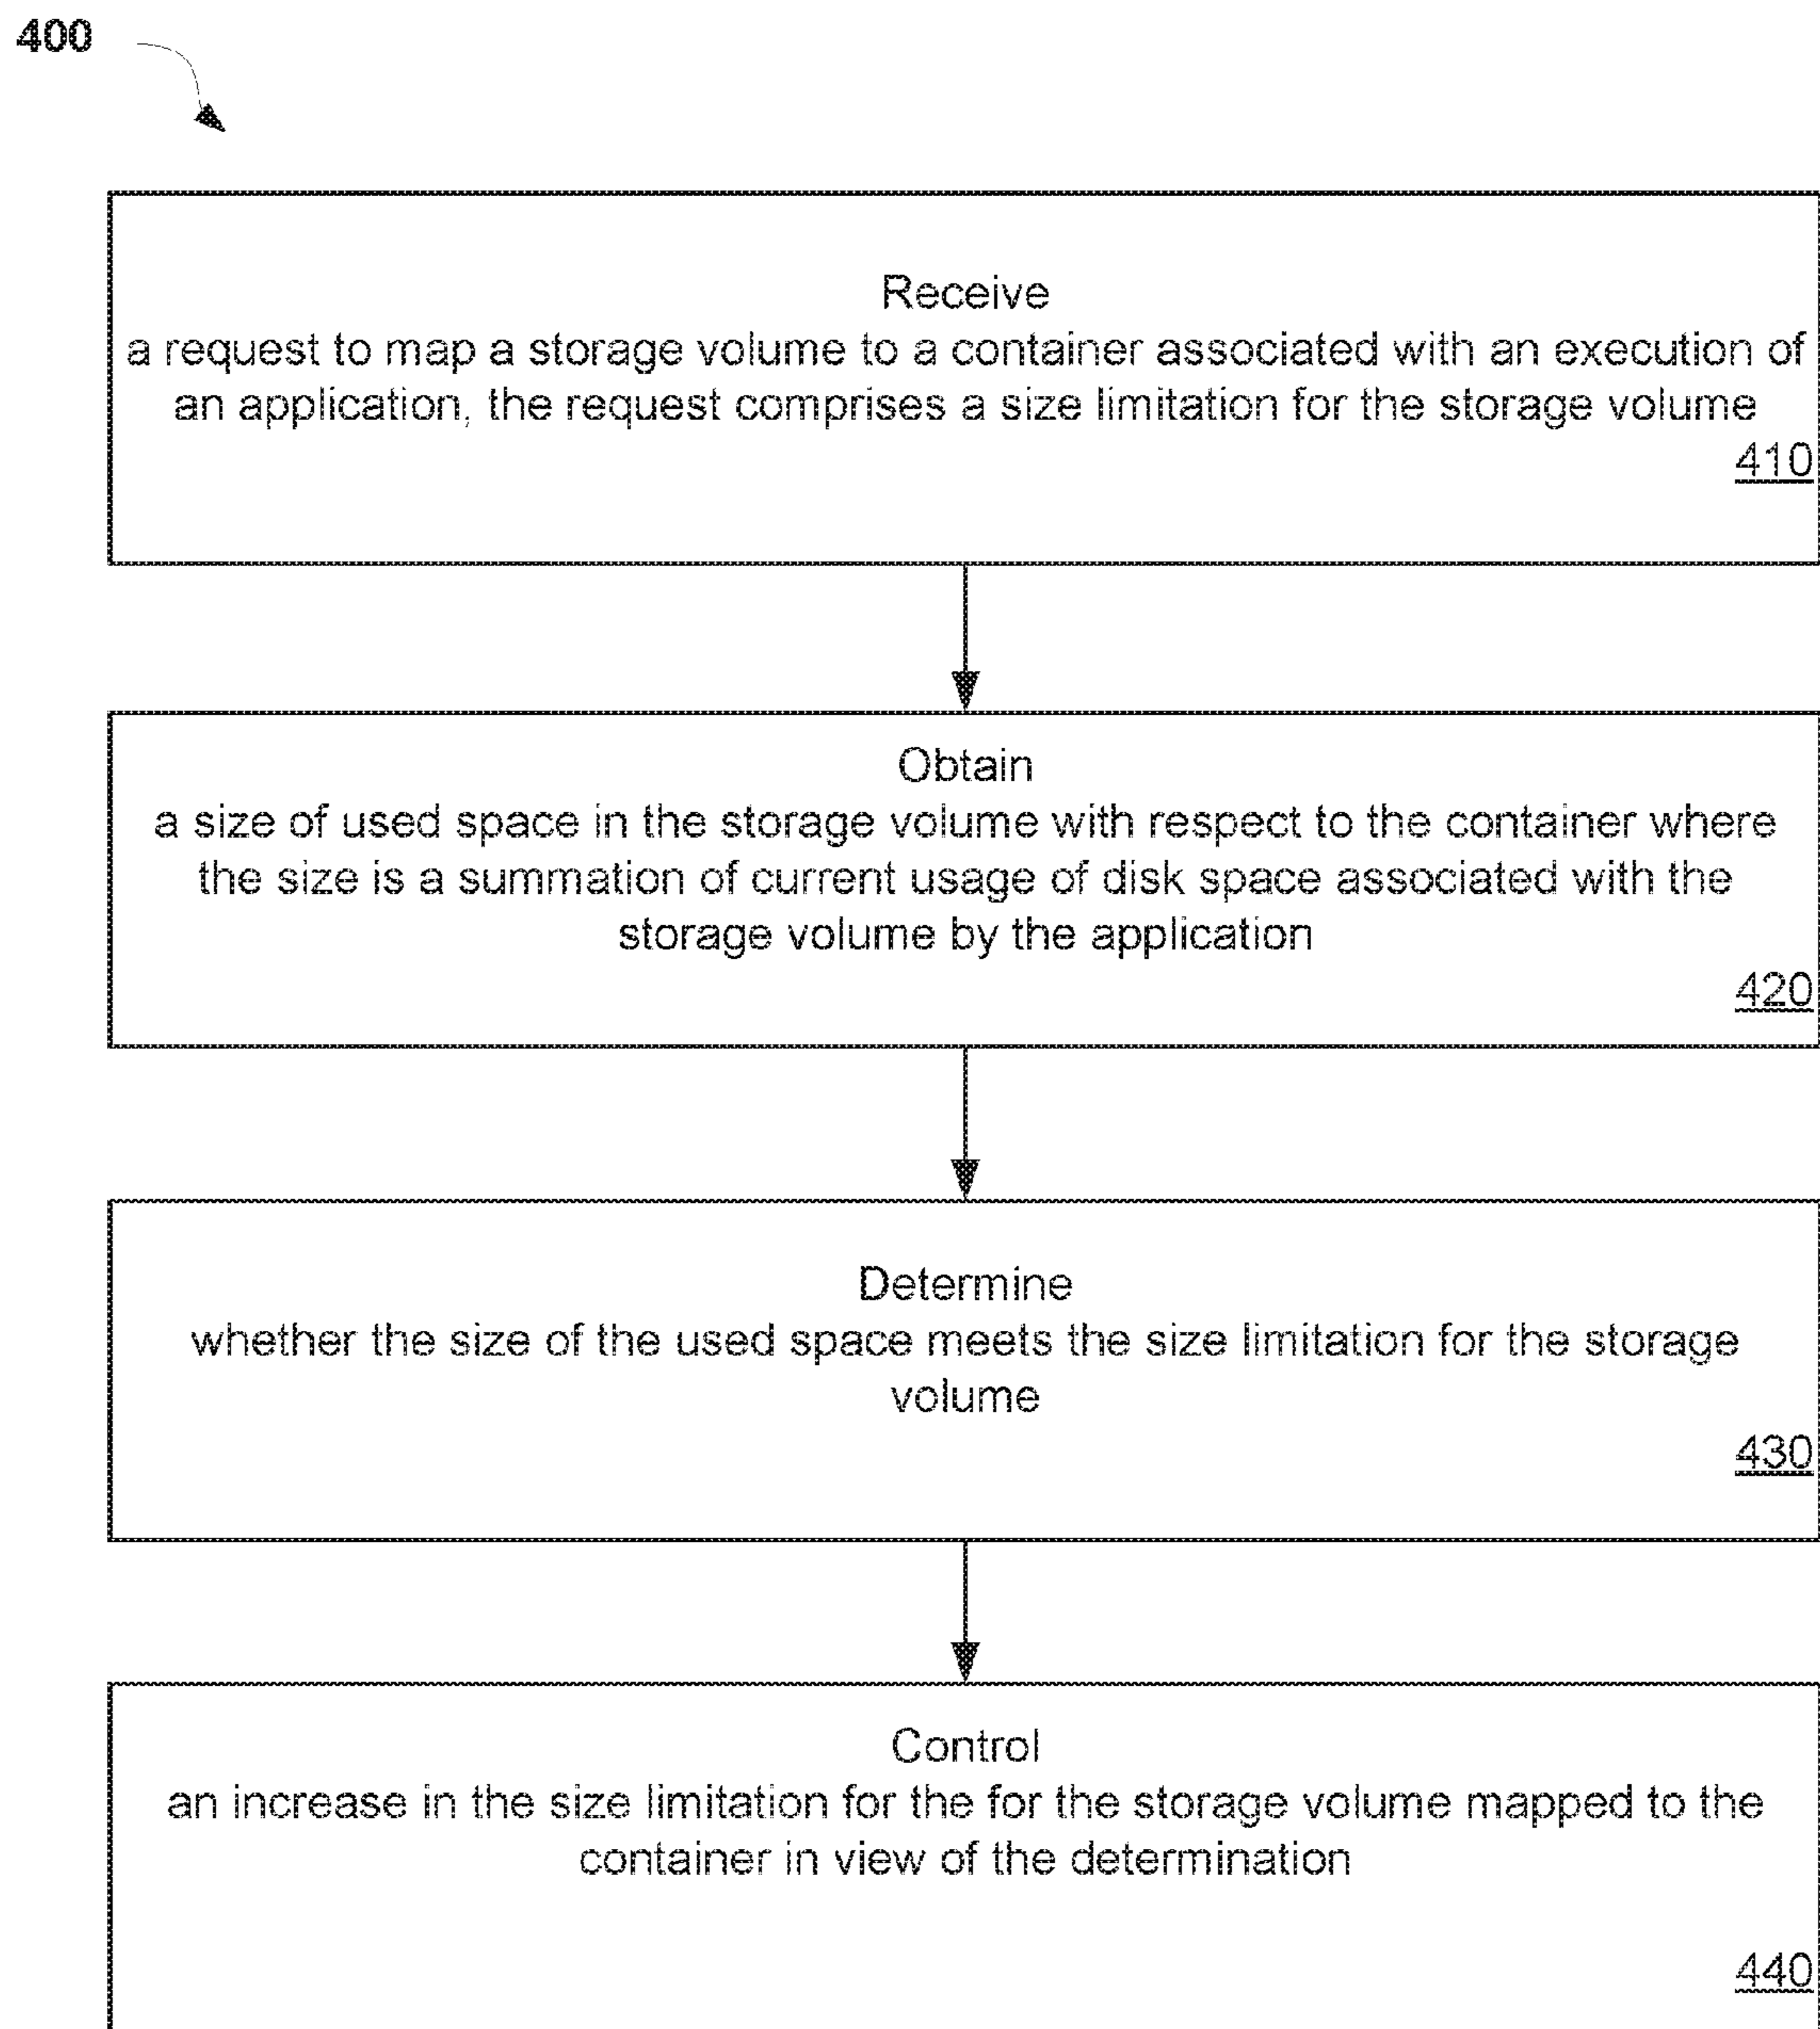 400
Receive
a request to map a storage volume to a container associated with an execution of
an application, the request comprises a size limitation for the storage volume
410
Obtain
a size of used space in the storage volume with respect to the container where
the size is a summation of current usage of disk space associated with the
storage volume by the application
420
Determine
whether the size of the used space meets the size limitation for the storage
volume
430
Control
an increase in the size limitation for the for the storage volume mapped to the
container in view of the determination
440